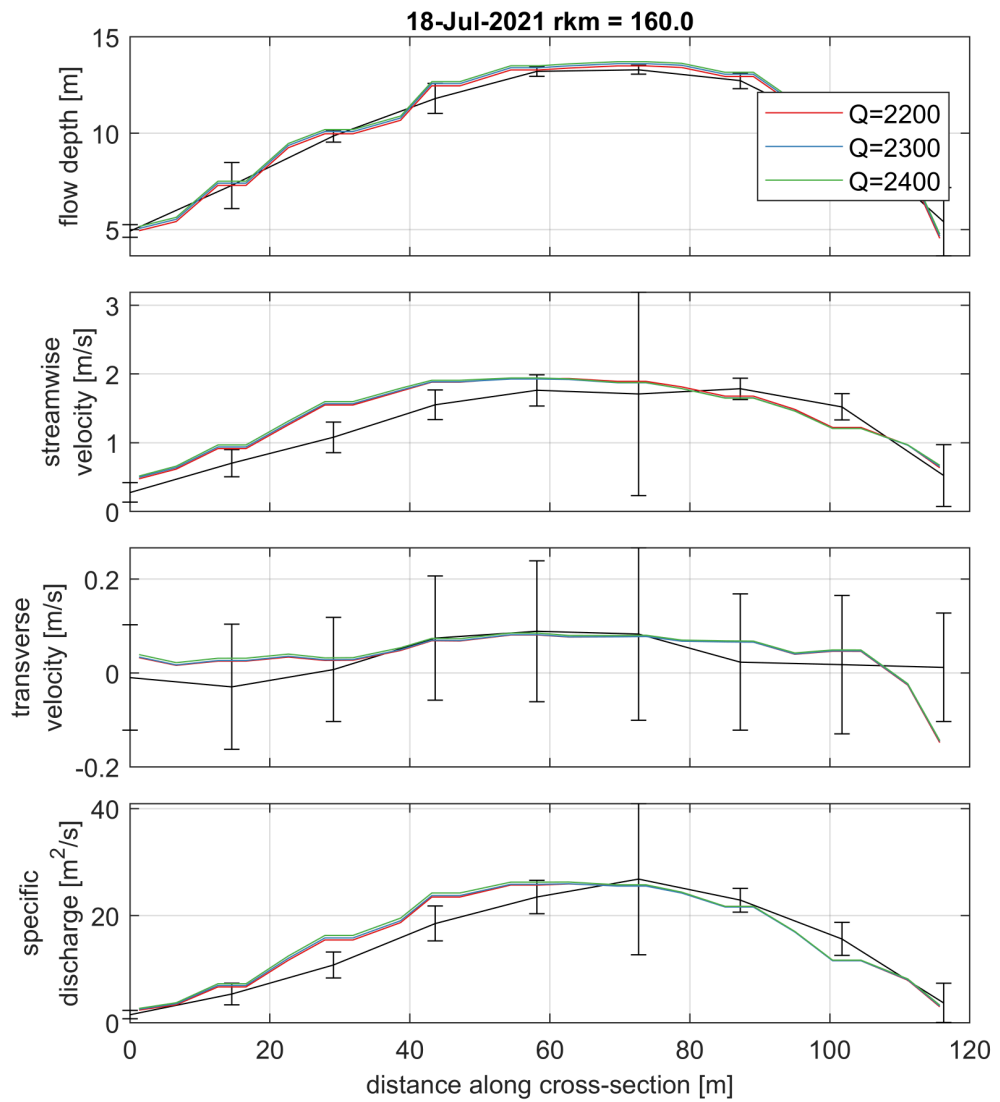 18-Jul-2021 rkm = 160.0
15
10
5
flow depth [m]
Q=2200
Q=2300
Q=2400
3
2
1
0
streamwise
velocity [m/s]
0.2
0
-0.2
transverse
velocity [m/s]
40
20
0
specific
discharge [m²/s]
0 20 40 60 80 100 120
distance along cross-section [m]